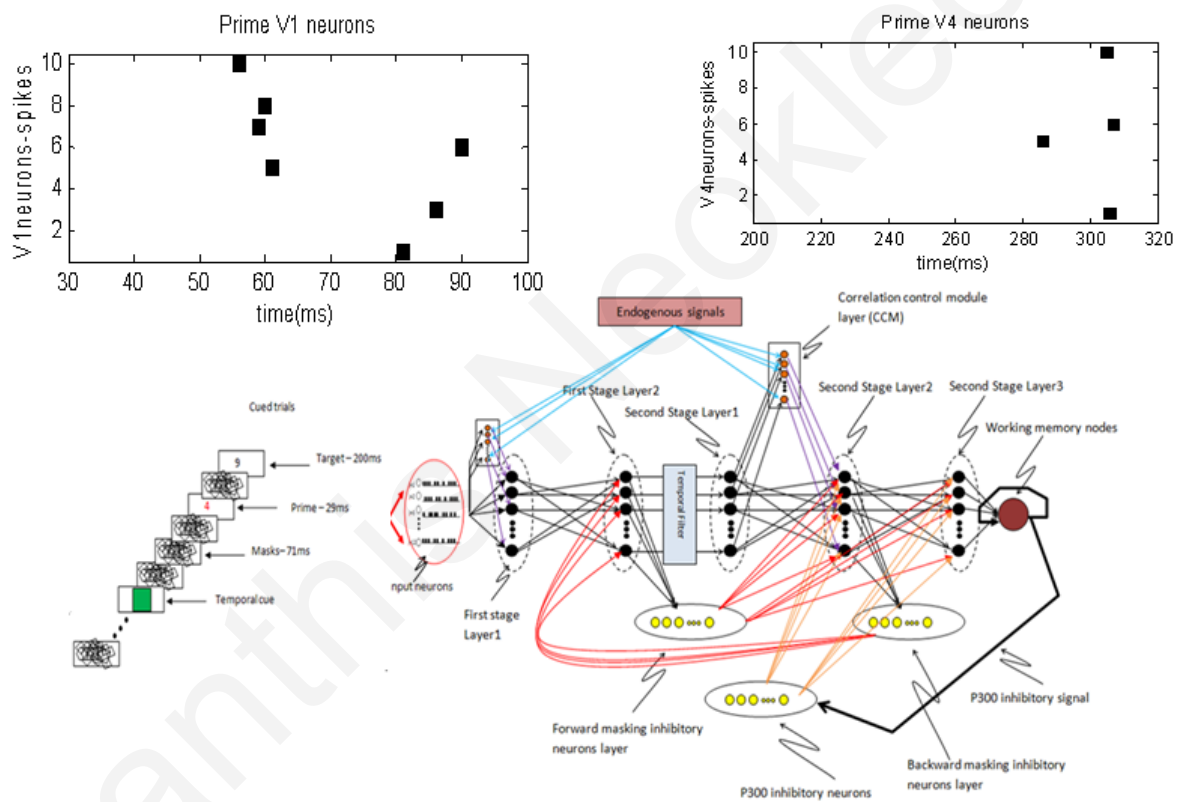 Prime V1 neurons
V1neurons-spikes
10
8
6
4
2
30 40 50 60 70 80 90 100
time(ms)
Prime V4 neurons
V4neurons-spikes
10
8
6
4
2
200 220 240 260 280 300 320
time(ms)
Endogenous signals
Correlation control module
layer (CCM)
First Stage Layer2
Second Stage Layer1
Second Stage Layer2
Second Stage Layer3
Working memory nodes
Cued trials
9
Target – 200ms
4
Prime – 29ms
Masks – 71ms
Temporal cue
Temporal Filter
nput neurons
First stage
Layer1
Forward masking inhibitory
neurons layer
P300 inhibitory neurons
P300 inhibitory signal
Backward masking inhibitory
neurons layer